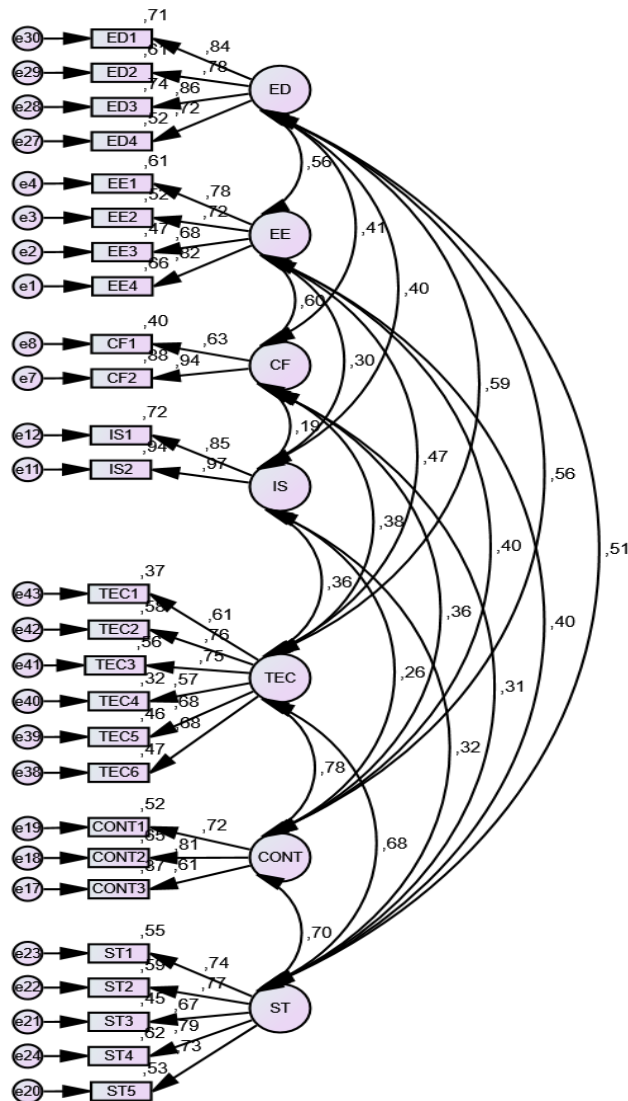 ,71
e30 ED1 ,84
,61
e29 ED2 ,78
,74
e28 ED3 ,86
,52
e27 ED4 ,72
ED
,56
,61
e4 EE1 ,78
,52
e3 EE2 ,72
,47
e2 EE3 ,68
,66
e1 EE4 ,82
EE
,41
,40
,60
,40
e8 CF1 ,63
,88
e7 CF2 ,94
CF
,30
,59
,19
,72
e12 IS1 ,85
,94
e11 IS2 ,97
IS
,47
,56
,38
,40
,51
,36
,37
e43 TEC1 ,61
,58
e42 TEC2 ,76
,56
e41 TEC3 ,75
,32
e40 TEC4 ,57
,46
e39 TEC5 ,68
,47
e38 TEC6 ,68
TEC
,36
,40
,26
,31
,32
,78
,52
e19 CONT1 ,72
,65
e18 CONT2 ,81
,37
e17 CONT3 ,61
CONT
,68
,70
,55
e23 ST1 ,74
,59
e22 ST2 ,77
,45
e21 ST3 ,67
,62
e24 ST4 ,79
,53
e20 ST5 ,73
ST